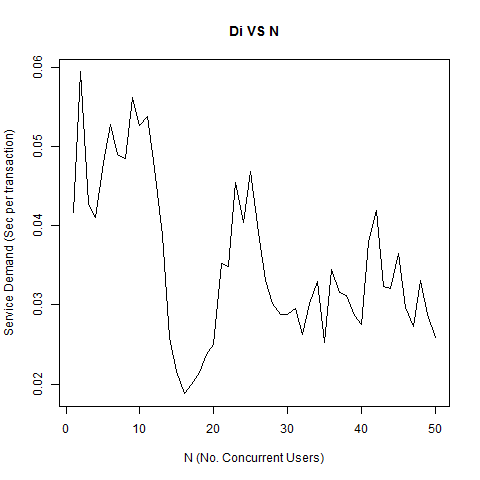 Di VS N
Service Demand (Sec per transaction)
0.06
0.05
0.04
0.03
0.02
0 10 20 30 40 50
N (No. Concurrent Users)